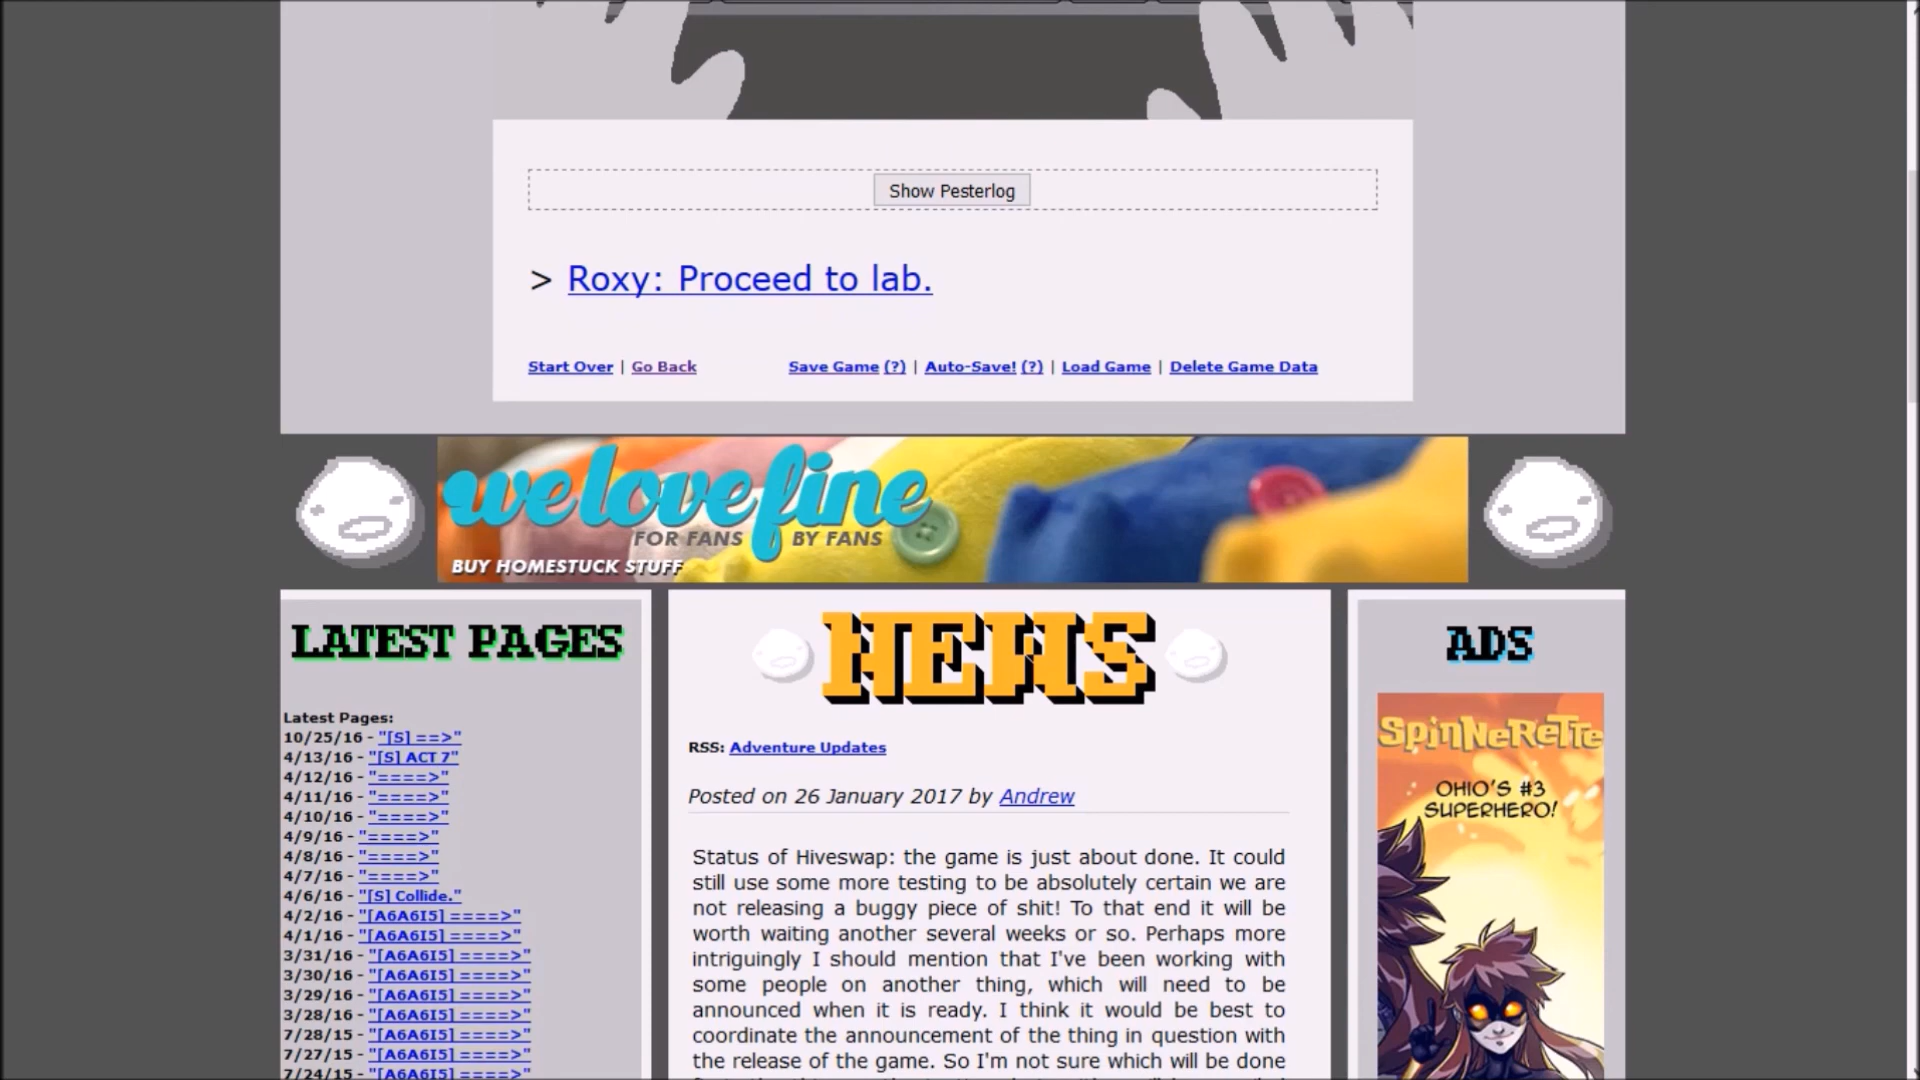 Show Pesterlog
> Roxy: Proceed to lab.
Start Over | Go Back
Save Game (?) | Auto-Save! (?) | Load Game | Delete Game Data
welovefine
FOR FANS BY FANS
BUY HOMESTUCK STUFF
LATEST PAGES
Latest Pages:
10/25/16 - "[S] ==>"
4/13/16 - "[S] ACT 7"
4/12/16 - "====>"
4/11/16 - "====>"
4/10/16 - "====>"
4/9/16 - "====>"
4/8/16 - "====>"
4/7/16 - "====>"
4/6/16 - "[S] Collide."
4/2/16 - "[A6A6I5] ====>"
4/1/16 - "[A6A6I5] ====>"
3/31/16 - "[A6A6I5] ====>"
3/30/16 - "[A6A6I5] ====>"
3/29/16 - "[A6A6I5] ====>"
3/28/16 - "[A6A6I5] ====>"
7/28/15 - "[A6A6I5] ====>"
7/27/15 - "[A6A6I5] ====>"
7/24/15 - "[A6A6I5] ====>"
NEWS
RSS: Adventure Updates
Posted on 26 January 2017 by Andrew
Status of Hiveswap: the game is just about done. It could
still use some more testing to be absolutely certain we are
not releasing a buggy piece of shit! To that end it will be
worth waiting another several weeks or so. Perhaps more
intriguingly I should mention that I've been working with
some people on another thing, which will need to be
announced when it is ready. I think it would be best to
coordinate the announcement of the thing in question with
the release of the game. So I'm not sure which will be done
ADS
SpiNNeReTTe
OHIO'S #3
SUPERHERO!